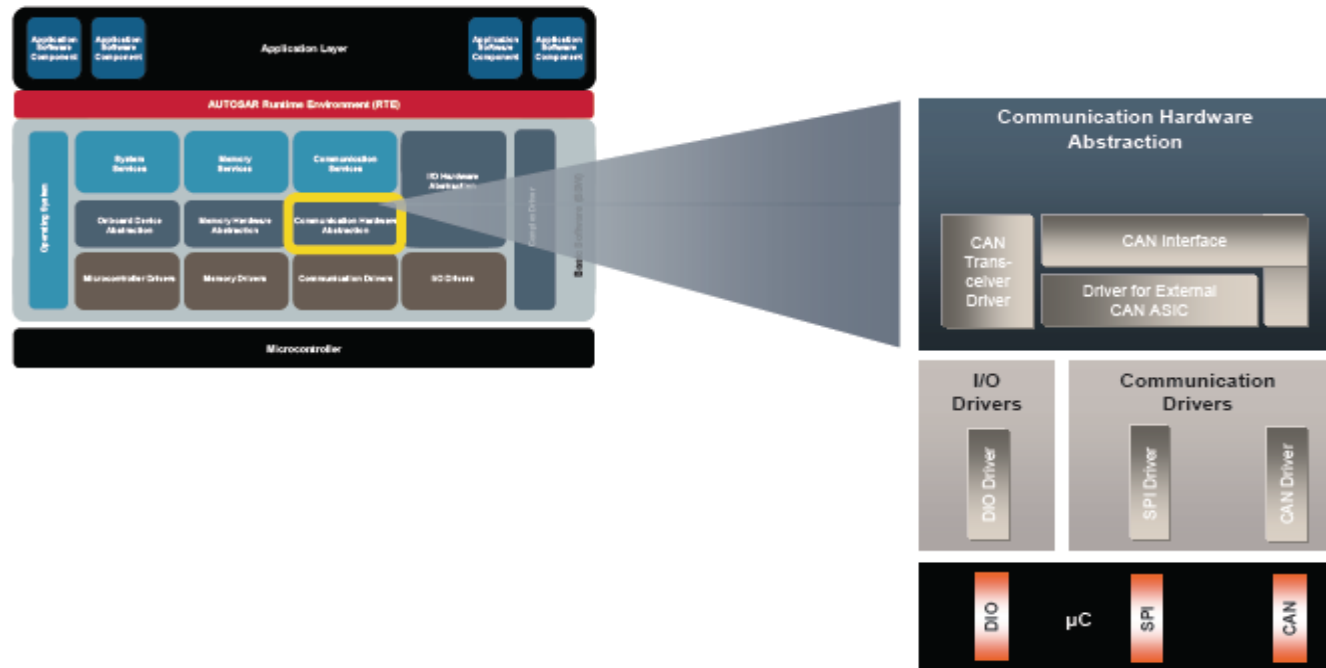 Application
Software
Component
Application
Software
Component
Application Layer
Application
Software
Component
Application
Software
Component
AUTOSAR Runtime Environment (RTE)
Operating System
System
Services
Memory
Services
Communication
Services
I/O Hardware
Abstraction
Onboard Device
Abstraction
Memory Hardware
Abstraction
Communication Hardware
Abstraction
Complex Driver
Microcontroller Drivers
Memory Drivers
Communication Drivers
I/O Drivers
Microcontroller
Communication Hardware
Abstraction
CAN
Trans-
ceiver
Driver
CAN Interface
Driver for External
CAN ASIC
I/O
Drivers
Communication
Drivers
DIO Driver
SPI Driver
CAN Driver
DIO
µC
SPI
CAN